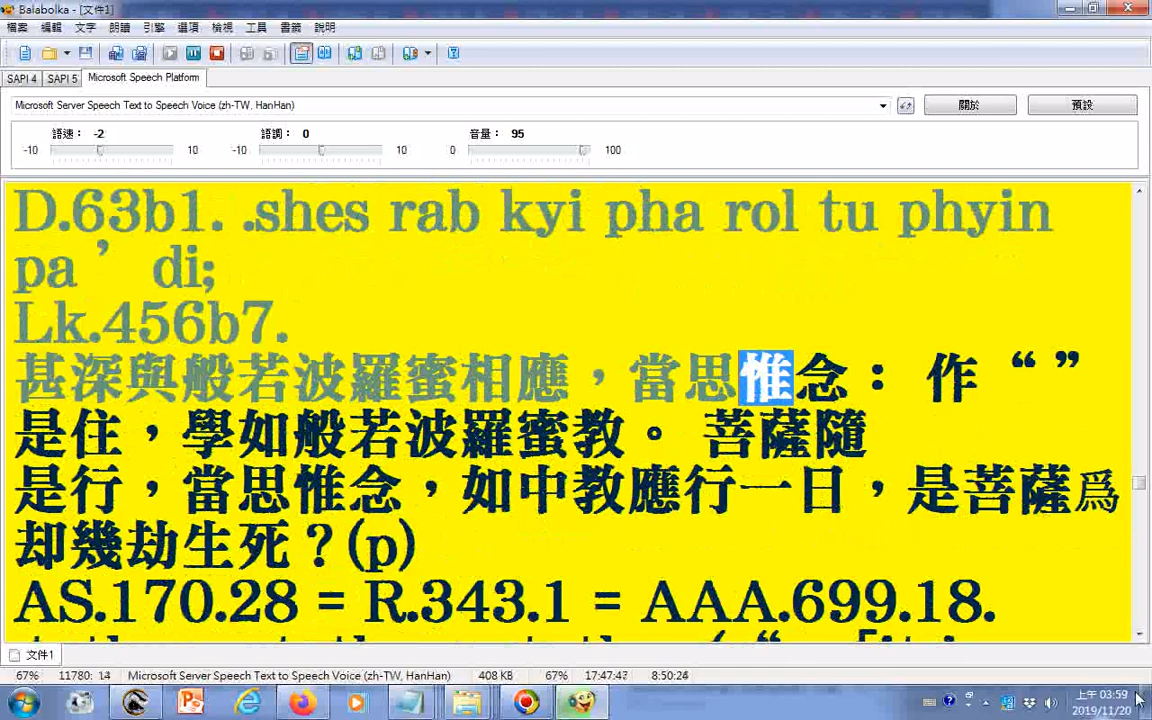 Balabolka - [文件1]
檔案 編輯 文字 朗讀 引擎 選項 檢視 工具 書籤 說明
SAPI 4 SAPI 5 Microsoft Speech Platform
Microsoft Server Speech Text to Speech Voice (zh-TW, HanHan) 關於 預設
語速： -2 語調： 0 音量： 95
-10 10 -10 10 0 100
D.63b1. .shes rab kyi pha rol tu phyin
pa ’ di;
Lk.456b7.
甚深與般若波羅蜜相應，當思惟念： 作 “ ”
是住，學如般若波羅蜜教。 菩薩隨
是行，當思惟念，如中教應行一日，是菩薩爲
却幾劫生死？(p)
AS.170.28 = R.343.1 = AAA.699.18.
文件1
67% 11780: 14 Microsoft Server Speech Text to Speech Voice (zh-TW, HanHan) 408 KB 67% 17:47:43 8:50:24
上午 03:59
2019/11/20